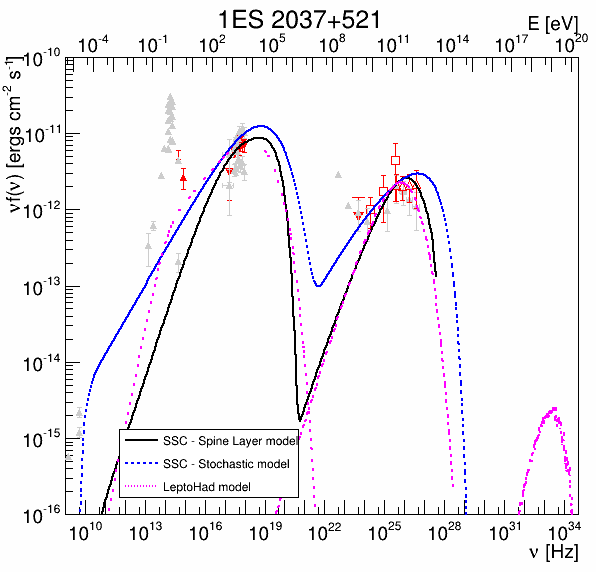 1ES 2037+521
E [eV]
10^-4 10^-1 10^2 10^5 10^8 10^11 10^14 10^17 10^20
νf(ν) [ergs cm^-2 s^-1]
10^-10
10^-11
10^-12
10^-13
10^-14
10^-15
10^-16
SSC - Spine Layer model
SSC - Stochastic model
LeptoHad model
10^10 10^13 10^16 10^19 10^22 10^25 10^28 10^31 10^34
ν [Hz]